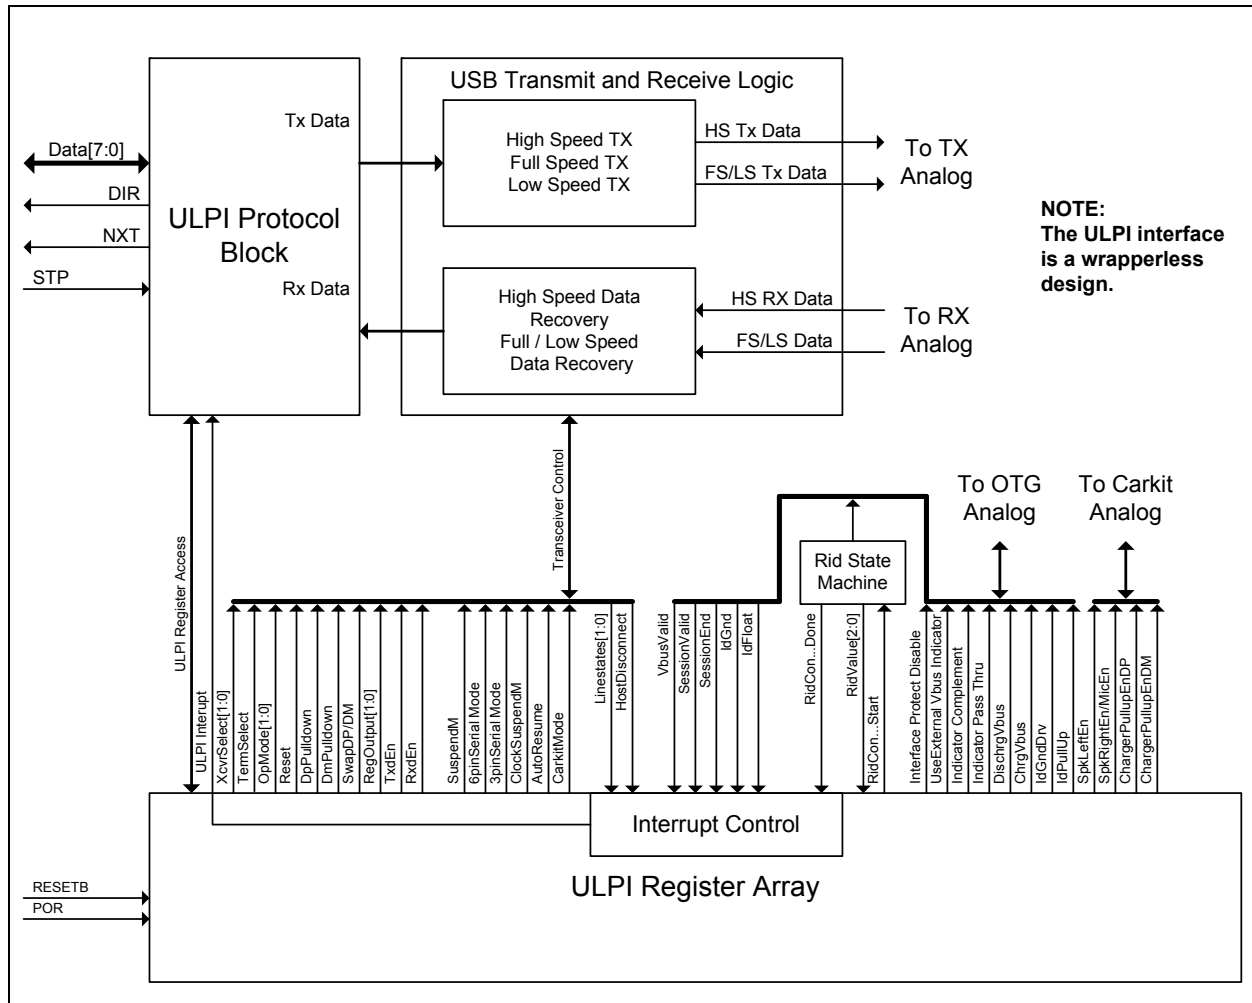 USB Transmit and Receive Logic
Tx Data
High Speed TX
Full Speed TX
Low Speed TX
HS Tx Data
FS/LS Tx Data
To TX
Analog
Data[7:0]
DIR
NXT
STP
ULPI Protocol
Block
Rx Data
High Speed Data
Recovery
Full / Low Speed
Data Recovery
HS RX Data
FS/LS Data
To RX
Analog
NOTE:
The ULPI interface
is a wrapperless
design.
ULPI Register Access
ULPI Interupt
Transceiver Control
To OTG
Analog
To Carkit
Analog
Rid State
Machine
XcvrSelect[1:0]
TermSelect
OpMode[1:0]
Reset
DpPulldown
DmPulldown
SwapDP/DM
RegOutput[1:0]
TxdEn
RxdEn
SuspendM
6pinSerial Mode
3pinSerial Mode
ClockSuspendM
AutoResume
CarkitMode
Linestates[1:0]
HostDisconnect
VbusValid
SessionValid
SessionEnd
IdGnd
IdFloat
RidCon...Done
RidValue[2:0]
RidCon...Start
Interface Protect Disable
UseExternal Vbus Indicator
Indicator Complement
Indicator Pass Thru
DischrgVbus
ChrgVbus
IdGndDrv
IdPullUp
SpkLeftEn
SpkRightEn/MicEn
ChargerPullupEnDP
ChargerPullupEnDM
Interrupt Control
ULPI Register Array
RESETB
POR